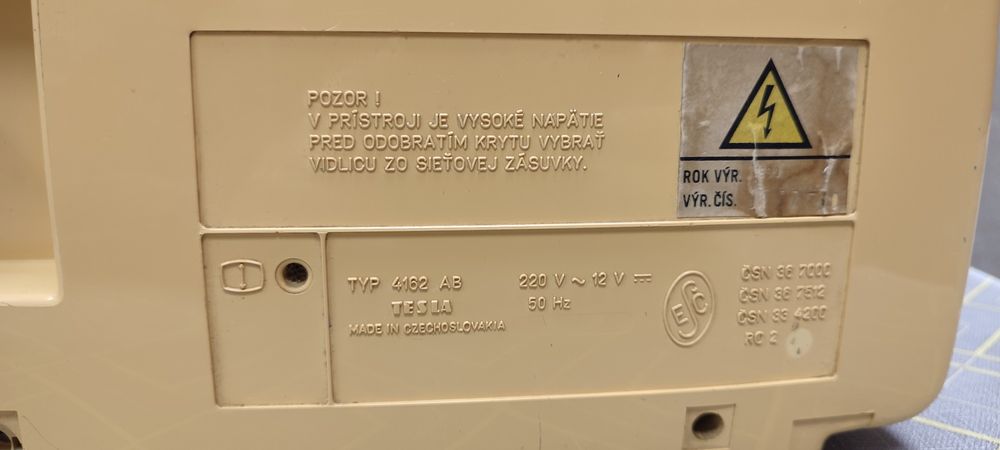 POZOR !
V PRÍSTROJI JE VYSOKÉ NAPÄTIE
PRED ODOBRATÍM KRYTU VYBRAŤ
VIDLICU ZO SIEŤOVEJ ZÁSUVKY.
ROK VÝR.
VÝR. ČÍS.
TYP 4162 AB
TESLA
MADE IN CZECHOSLOVAKIA
220 V ~ 12 V ⎓
50 Hz
ESČ
ČSN 36 7000
ČSN 36 7512
ČSN 33 4200
RO 2